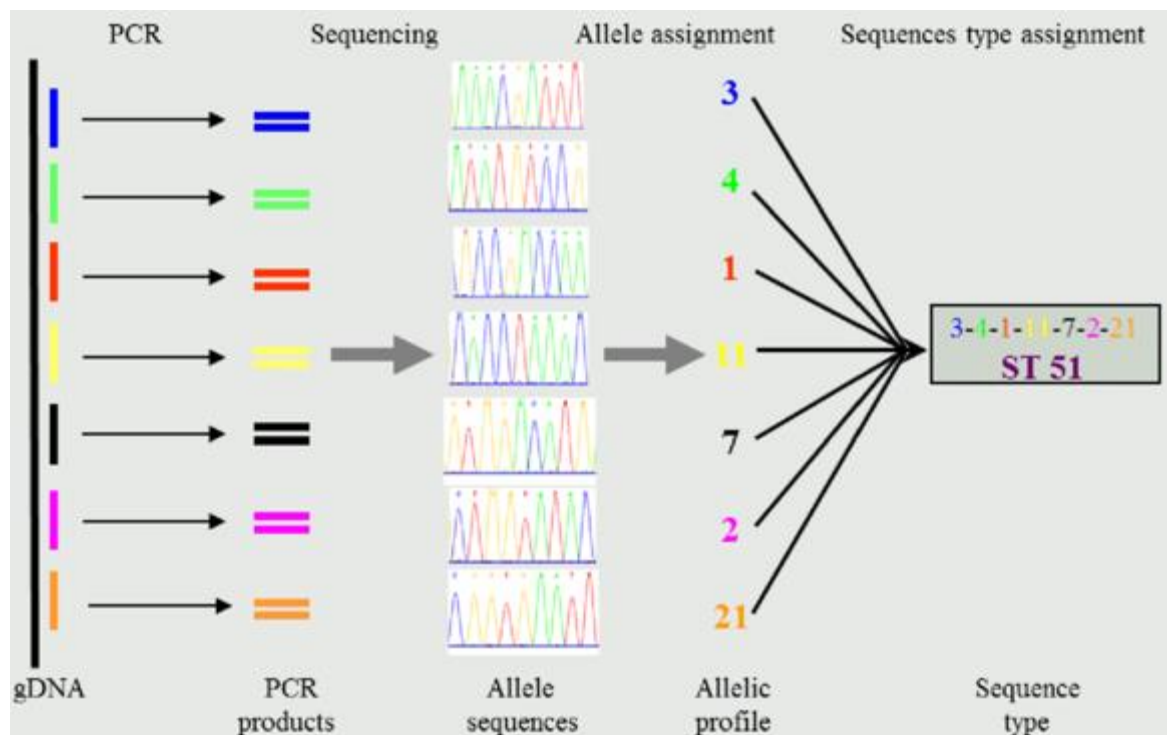 PCR Sequencing Allele assignment Sequences type assignment
3
4
1
11
7
2
21
3-4-1-11-7-2-21
ST 51
gDNA PCR Allele Allelic Sequence
products sequences profile type